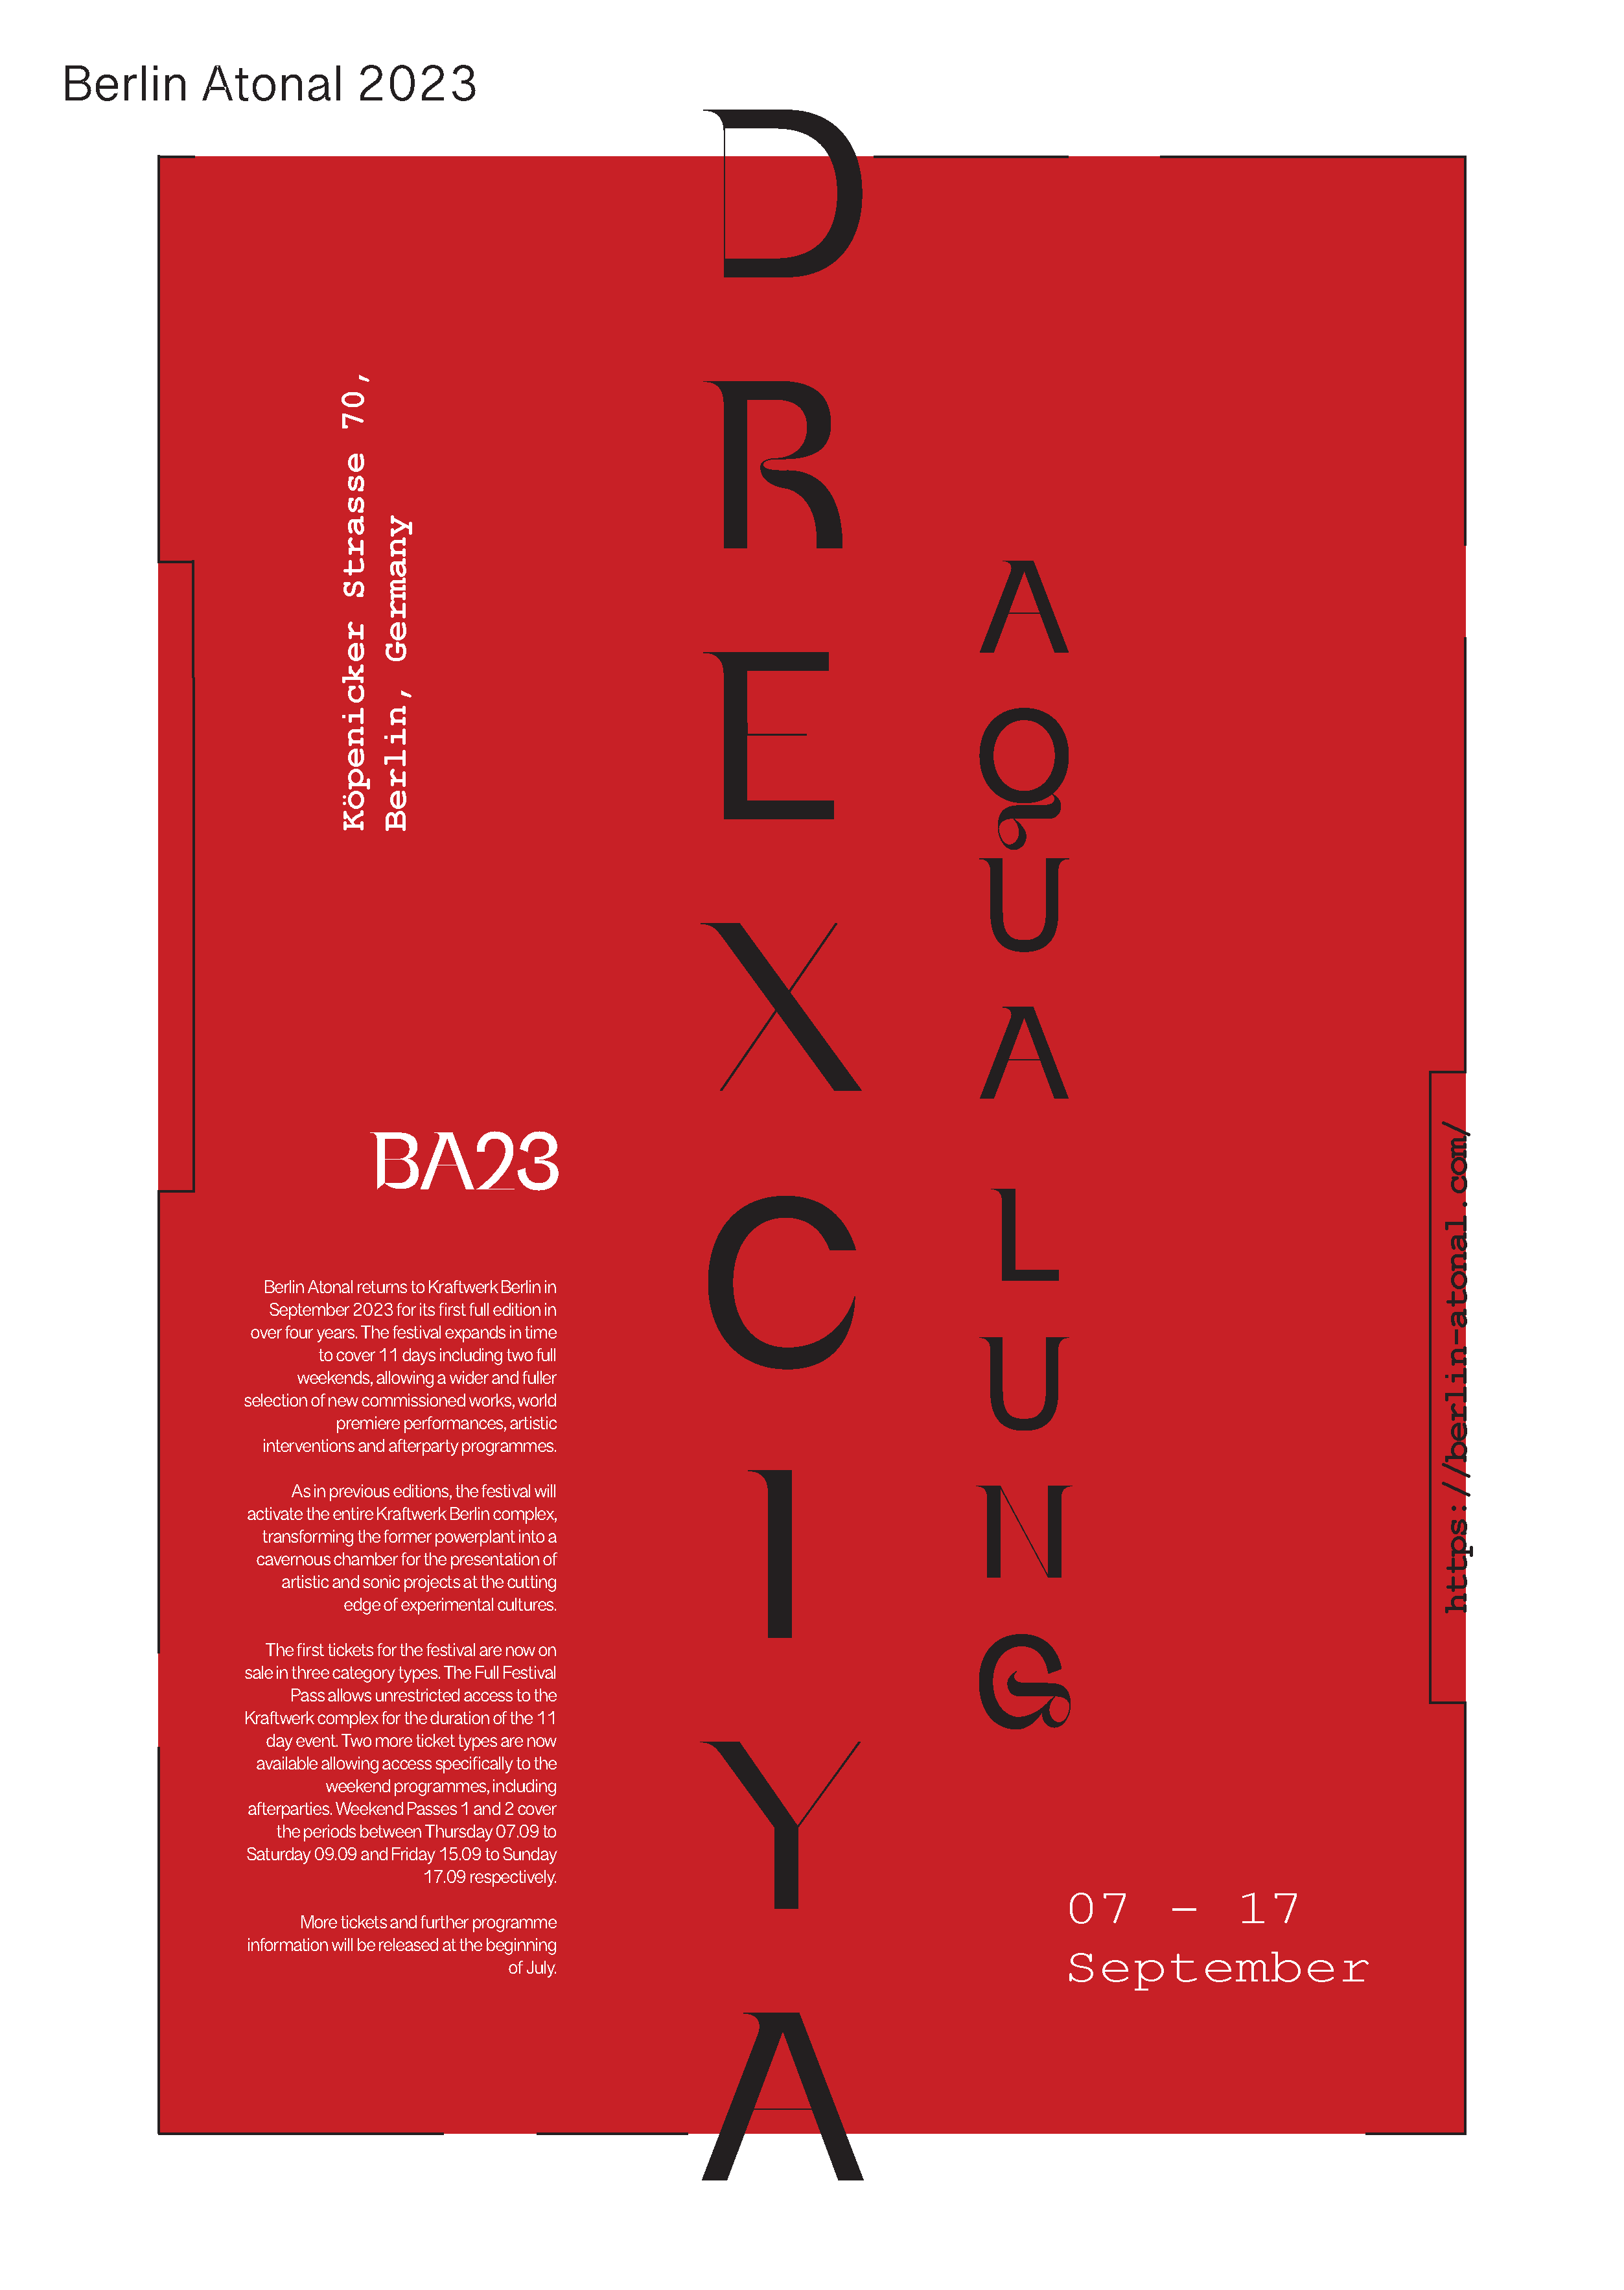 Berlin Atonal 2023
DREXCIYA
AQUA LUNG
Köpenicker Strasse 70,
Berlin, Germany
BA23
Berlin Atonal returns to Kraftwerk Berlin in
September 2023 for its first full edition in
over four years. The festival expands in time
to cover 11 days including two full
weekends, allowing a wider and fuller
selection of new commissioned works, world
premiere performances, artistic
interventions and afterparty programmes.
As in previous editions, the festival will
activate the entire Kraftwerk Berlin complex,
transforming the former powerplant into a
cavernous chamber for the presentation of
artistic and sonic projects at the cutting
edge of experimental cultures.
The first tickets for the festival are now on
sale in three category types. The Full Festival
Pass allows unrestricted access to the
Kraftwerk complex for the duration of the 11
day event. Two more ticket types are now
available allowing access specifically to the
weekend programmes, including
afterparties. Weekend Passes 1 and 2 cover
the periods between Thursday 07.09 to
Saturday 09.09 and Friday 15.09 to Sunday
17.09 respectively.
More tickets and further programme
information will be released at the beginning
of July.
https://berlin-atonal.com/
07 – 17
September